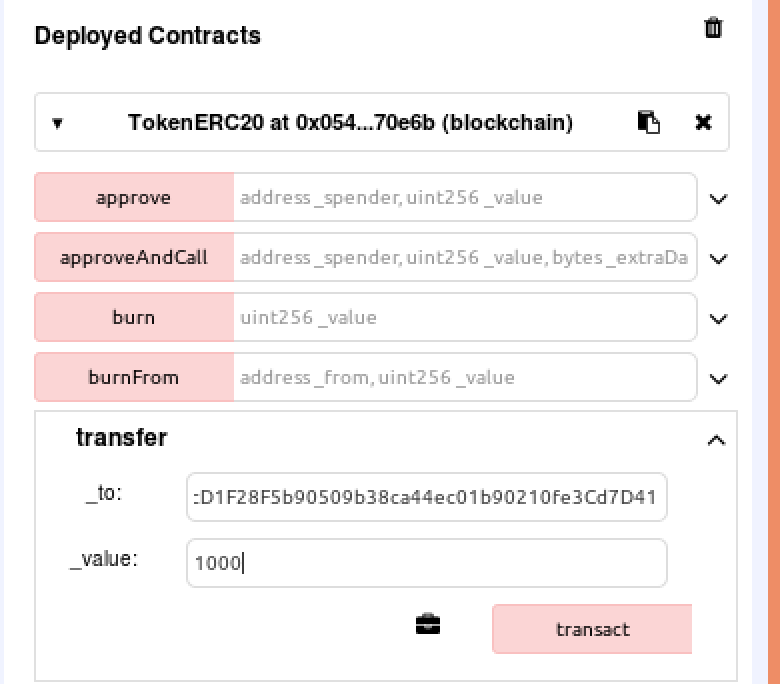 Deployed Contracts
TokenERC20 at 0x054...70e6b (blockchain)
approve address _spender, uint256 _value
approveAndCall address _spender, uint256 _value, bytes _extraDa
burn uint256 _value
burnFrom address _from, uint256 _value
transfer
_to: :D1F28F5b90509b38ca44ec01b90210fe3Cd7D41
_value: 1000
transact